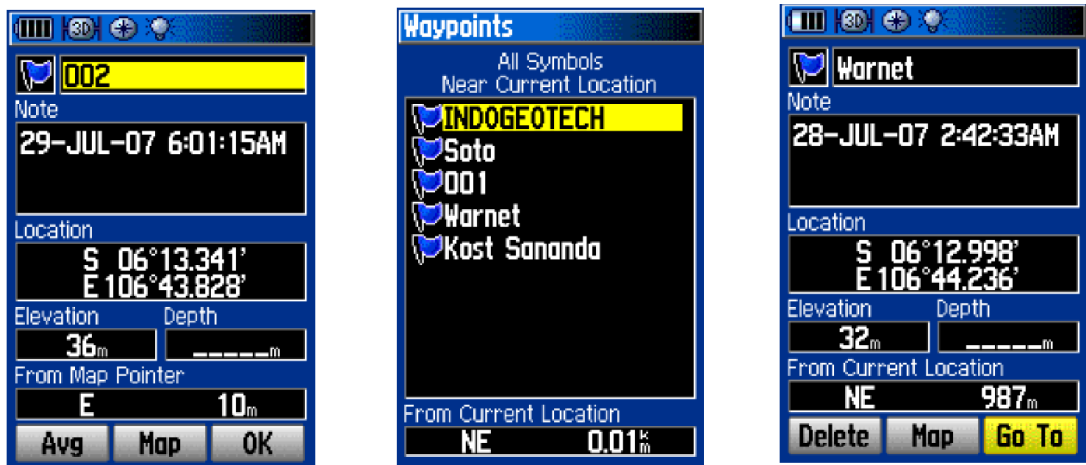 3D
002
Note
29-JUL-07 6:01:15AM
Location
S 06°13.341'
E 106°43.828'
Elevation Depth
36m _____m
From Map Pointer
E 10m
Avg Map OK
Waypoints
All Symbols
Near Current Location
INDOGEOTECH
Soto
001
Warnet
Kost Sananda
From Current Location
NE 0.01km
3D
Warnet
Note
28-JUL-07 2:42:33AM
Location
S 06°12.998'
E 106°44.236'
Elevation Depth
32m _____m
From Current Location
NE 987m
Delete Map Go To